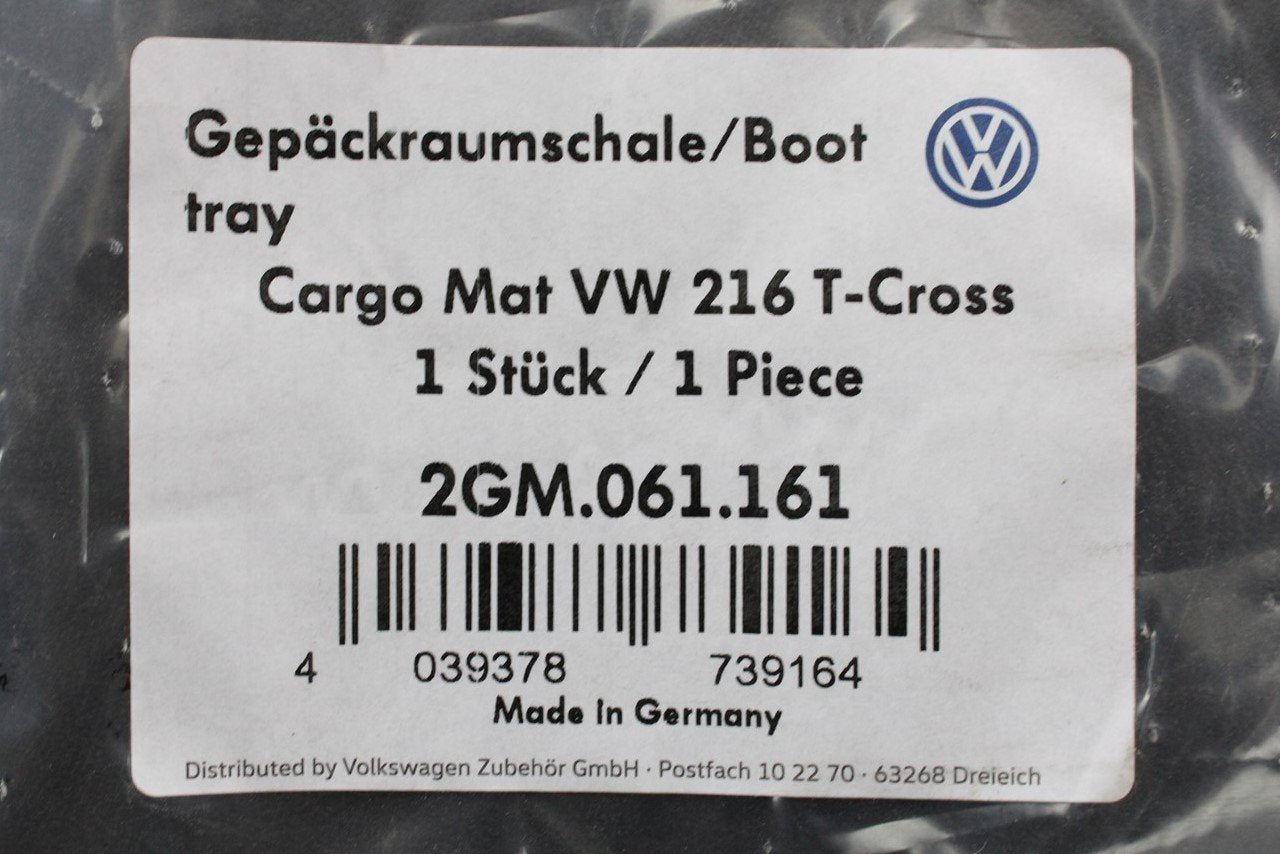 Gepäckraumschale/Boot
tray
Cargo Mat VW 216 T-Cross
1 Stück / 1 Piece
2GM.061.161
4 039378 739164
Made in Germany
Distributed by Volkswagen Zubehör GmbH · Postfach 10 22 70 · 63268 Dreieich